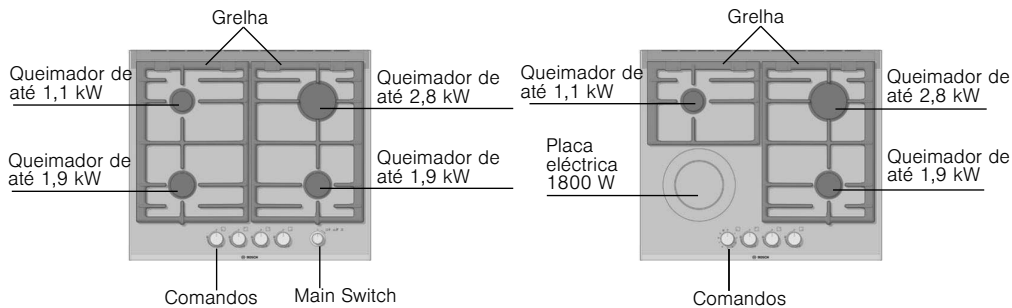 Grelha
Queimador de
até 1,1 kW
Queimador de
até 2,8 kW
Queimador de
até 1,9 kW
Queimador de
até 1,9 kW
Comandos
Main Switch
BOSCH
Grelha
Queimador de
até 1,1 kW
Queimador de
até 2,8 kW
Placa
eléctrica
1800 W
Queimador de
até 1,9 kW
Comandos
BOSCH